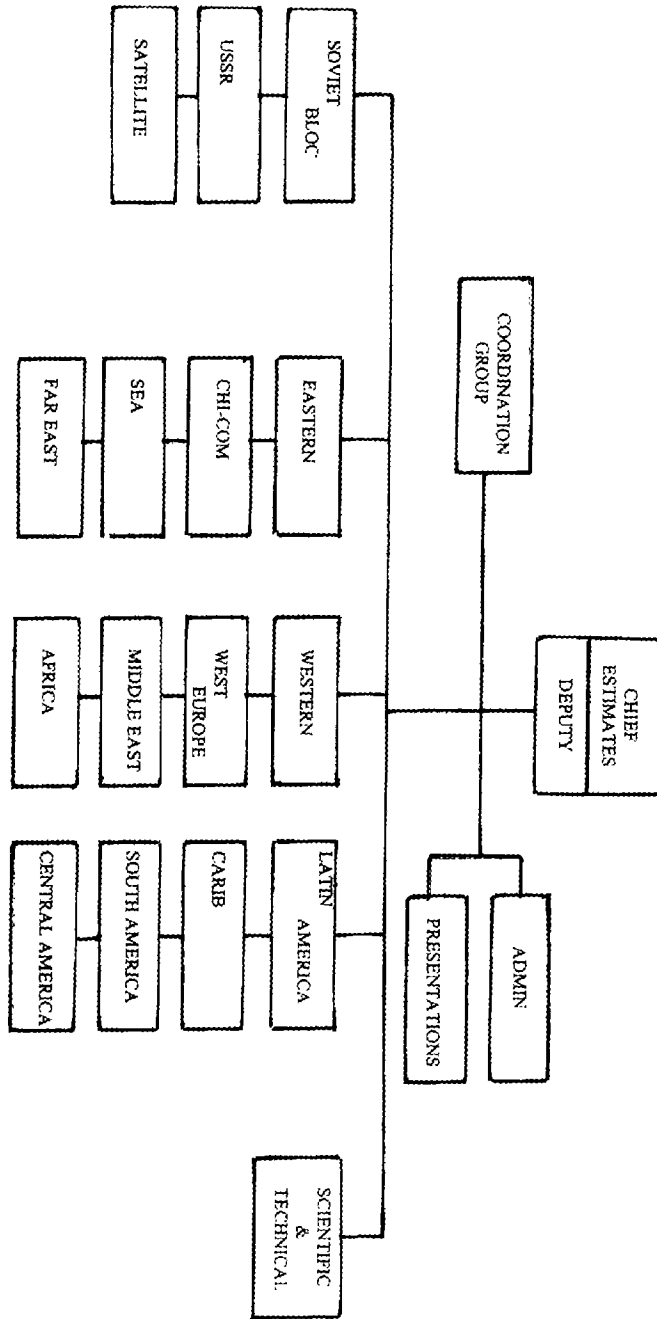 CHIEF
ESTIMATES
DEPUTY
COORDINATION
GROUP
ADMIN
PRESENTATIONS
SOVIET
BLOC
USSR
SATELLITE
EASTERN
CHI-COM
SEA
FAR EAST
WESTERN
WEST
EUROPE
MIDDLE EAST
AFRICA
LATIN
AMERICA
CARIB
SOUTH AMERICA
CENTRAL AMERICA
SCIENTIFIC
&
TECHNICAL